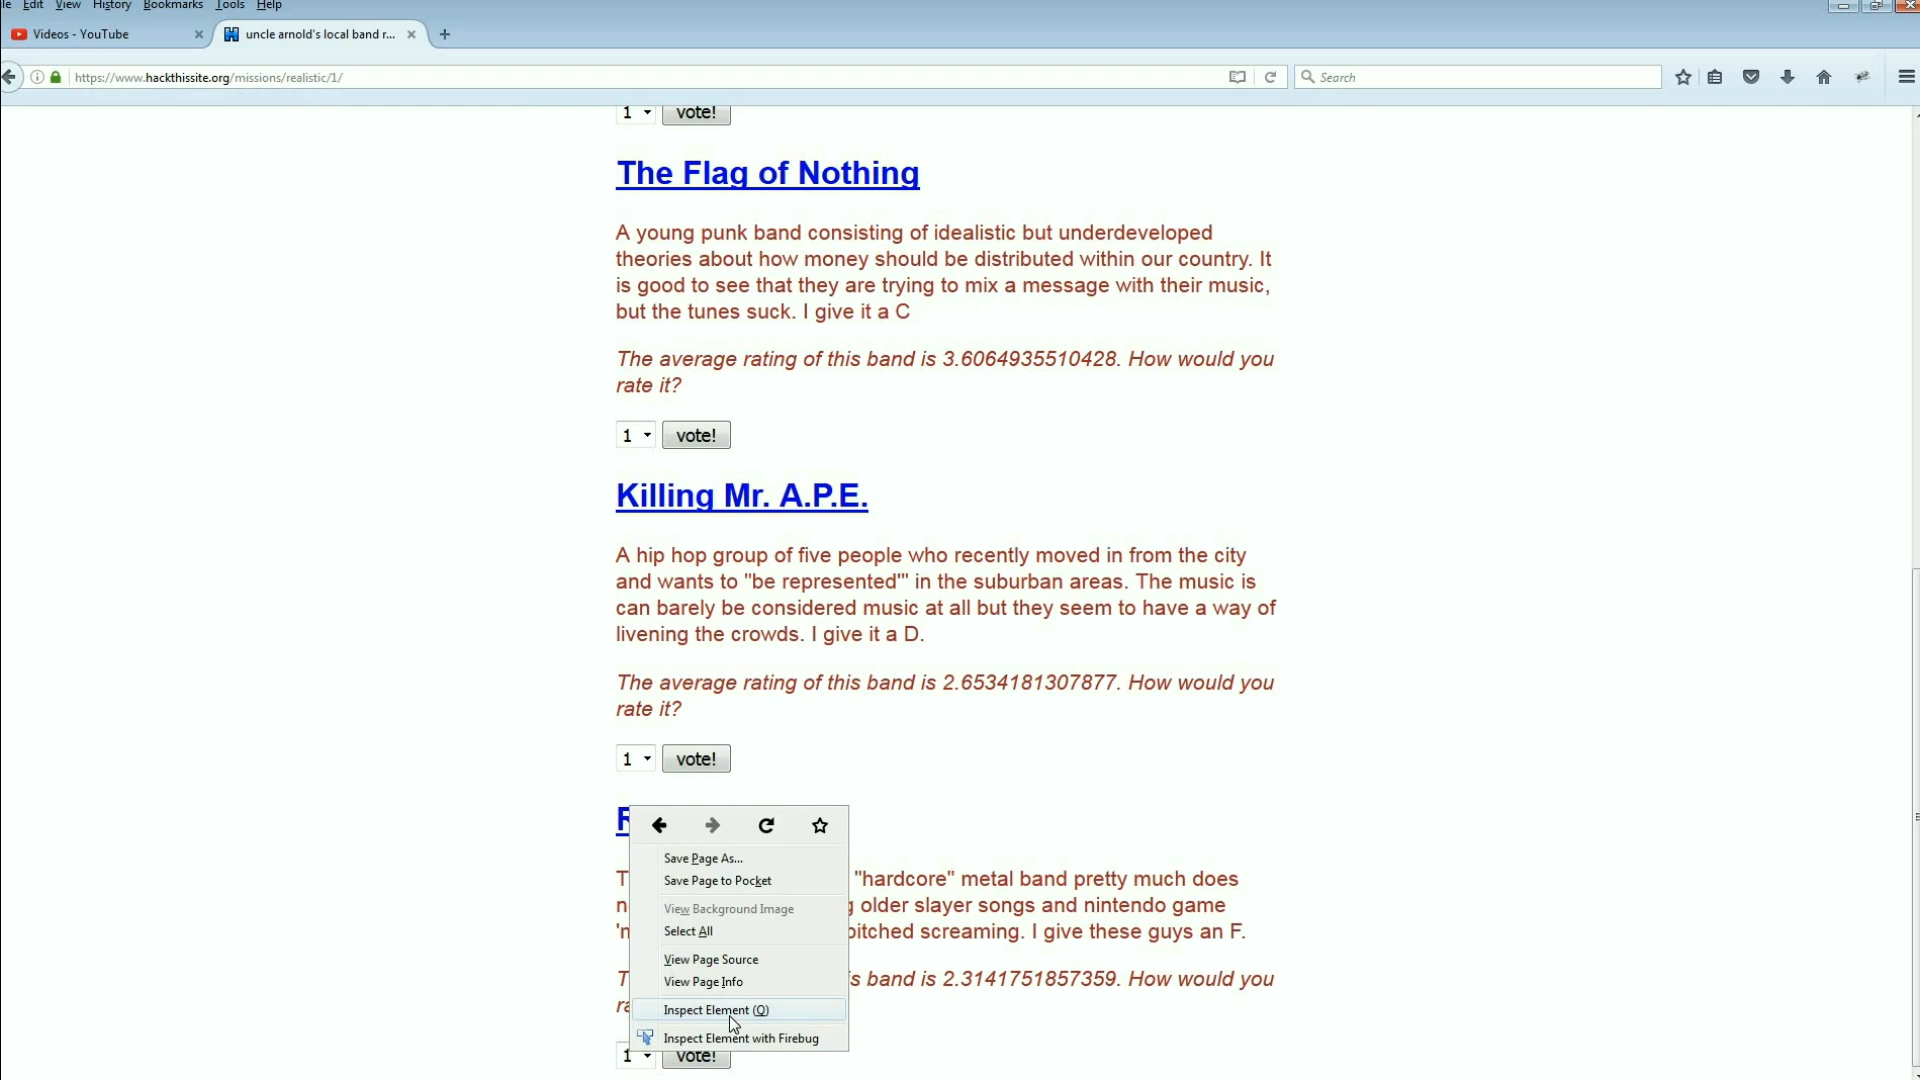 le Edit View History Bookmarks Tools Help
Videos - YouTube uncle arnold's local band r...
https://www.hackthissite.org/missions/realistic/1/ Search
1 vote!
The Flag of Nothing
A young punk band consisting of idealistic but underdeveloped
theories about how money should be distributed within our country. It
is good to see that they are trying to mix a message with their music,
but the tunes suck. I give it a C
The average rating of this band is 3.6064935510428. How would you
rate it?
1 vote!
Killing Mr. A.P.E.
A hip hop group of five people who recently moved in from the city
and wants to "be represented'" in the suburban areas. The music is
can barely be considered music at all but they seem to have a way of
livening the crowds. I give it a D.
The average rating of this band is 2.6534181307877. How would you
rate it?
1 vote!
Save Page As...
Save Page to Pocket
View Background Image
Select All
View Page Source
View Page Info
Inspect Element (Q)
Inspect Element with Firebug
"hardcore" metal band pretty much does
older slayer songs and nintendo game
pitched screaming. I give these guys an F.
s band is 2.3141751857359. How would you
1 vote!